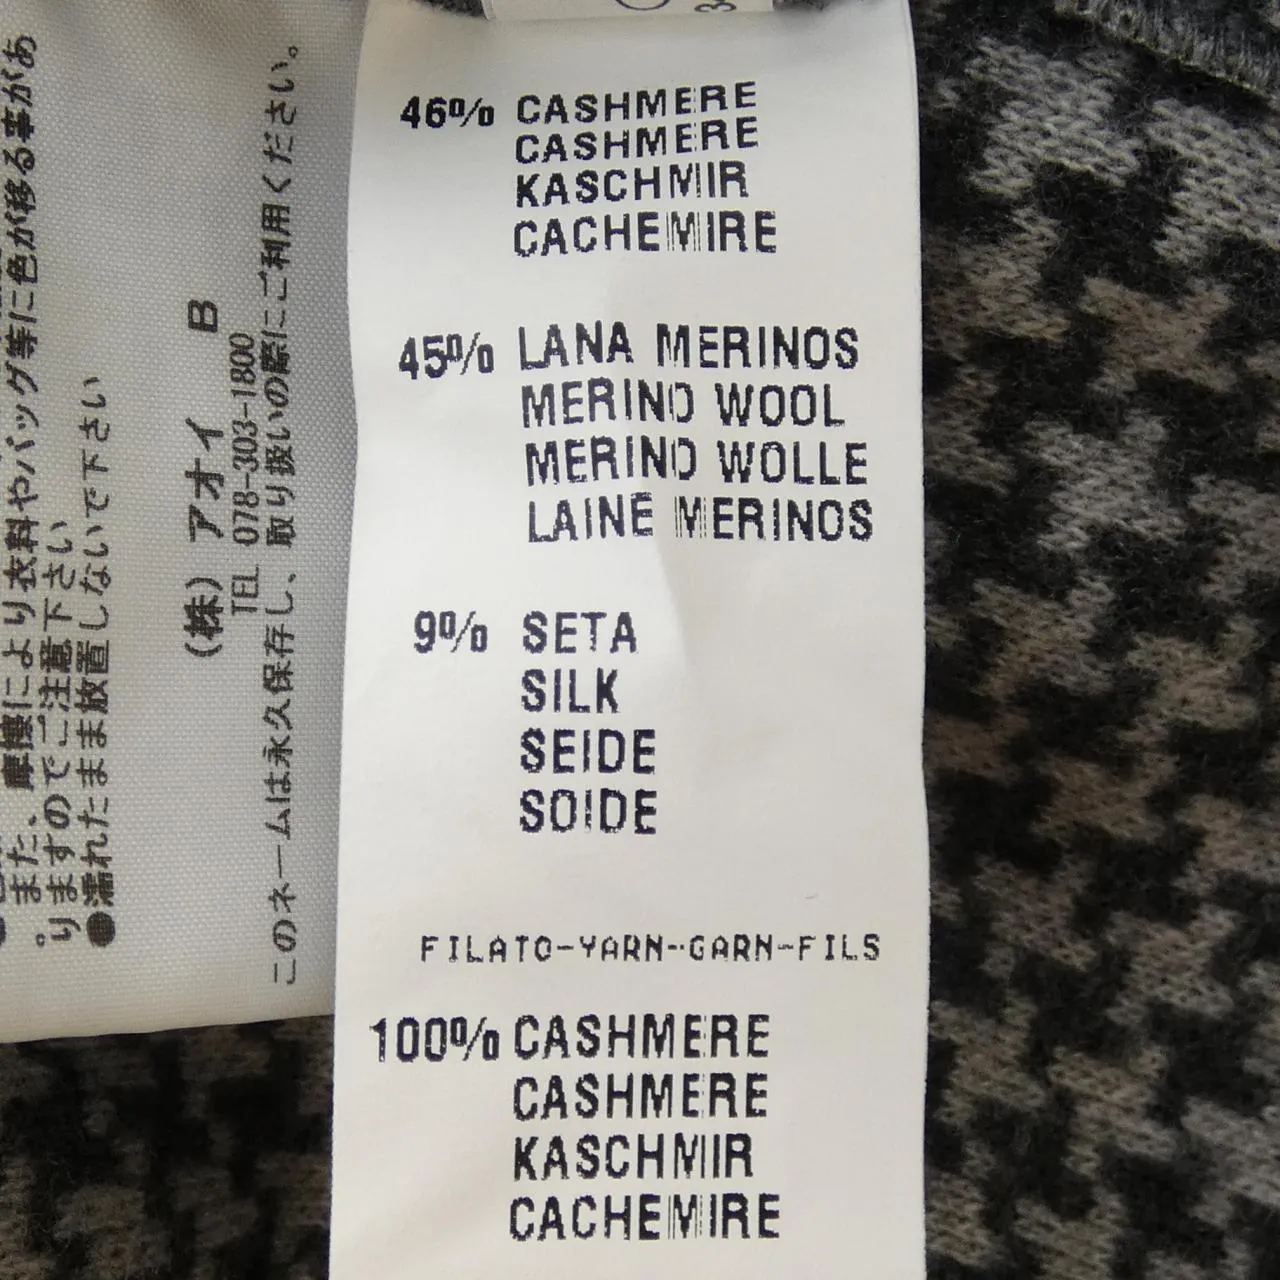 46% CASHMERE
CASHMERE
KASCHMIR
CACHEMIRE
45% LANA MERINOS
MERINO WOOL
MERINO WOLLE
LAINE MERINOS
9% SETA
SILK
SEIDE
SOIDE
FILATO-YARN-GARN-FILS
100% CASHMERE
CASHMERE
KASCHMIR
CACHEMIRE
また、摩擦により衣料やバッグ等に色が移る事があ
りますのでご注意下さい。
●濡れたまま放置しないで下さい
(株) アオイ B
TEL 078-303-1800
このネームは永久保存し、取り扱いの際にご利用ください。